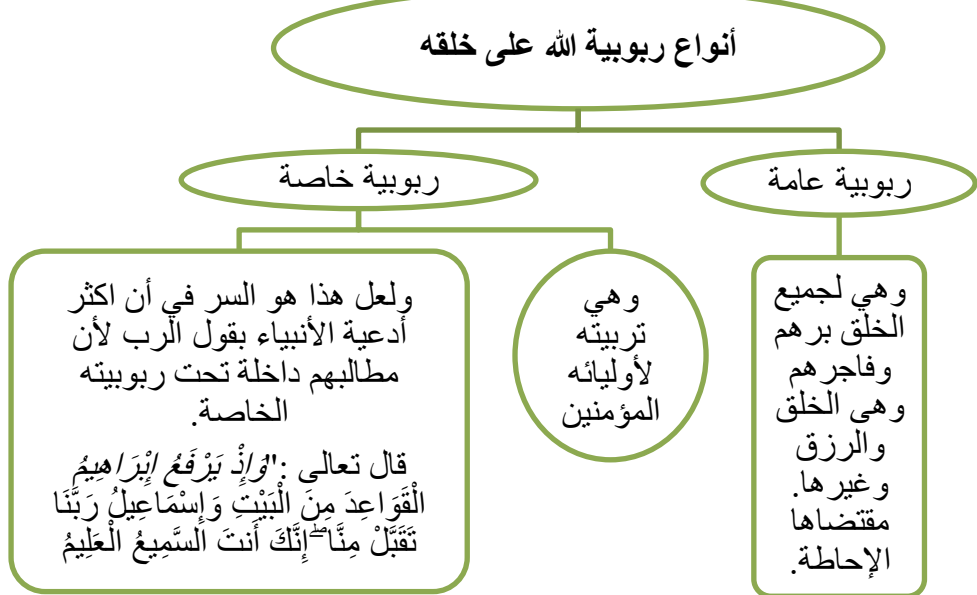 أنواع ربوبية الله على خلقه
ربوبية عامة
ربوبية خاصة
وهي لجميع
الخلق برهم
وفاجرهم
وهى الخلق
والرزق
وغيرها.
مقتضاها
الإحاطة.
وهي
تربيته
لأوليائه
المؤمنين
ولعل هذا هو السر في أن اكثر
أدعية الأنبياء بقول الرب لأن
مطالبهم داخلة تحت ربوبيته
الخاصة.
قال تعالى :"وَإِذْ يَرْفَعُ إِبْرَاهِيمُ
الْقَوَاعِدَ مِنَ الْبَيْتِ وَإِسْمَاعِيلُ رَبَّنَا
تَقَبَّلْ مِنَّا ۖ إِنَّكَ أَنتَ السَّمِيعُ الْعَلِيمُ